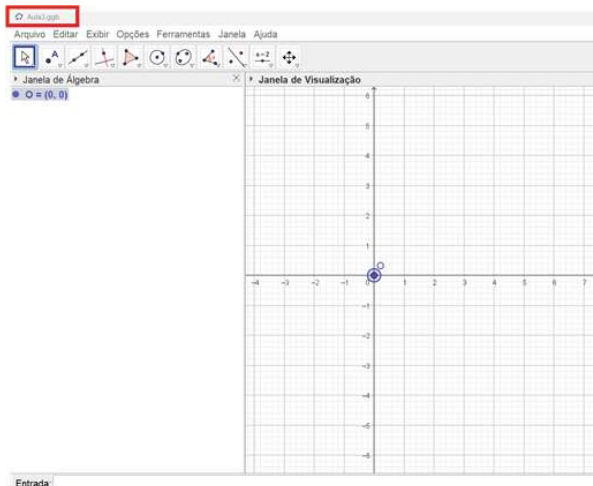 Aula3.ggb
Arquivo Editar Exibir Opções Ferramentas Janela Ajuda
A
a=2
Janela de Álgebra
Janela de Visualização
O = (0, 0)
6
5
4
3
2
1
O
-4 -3 -2 -1 0 1 2 3 4 5 6 7
-1
-2
-3
-4
-5
-6
Entrada: